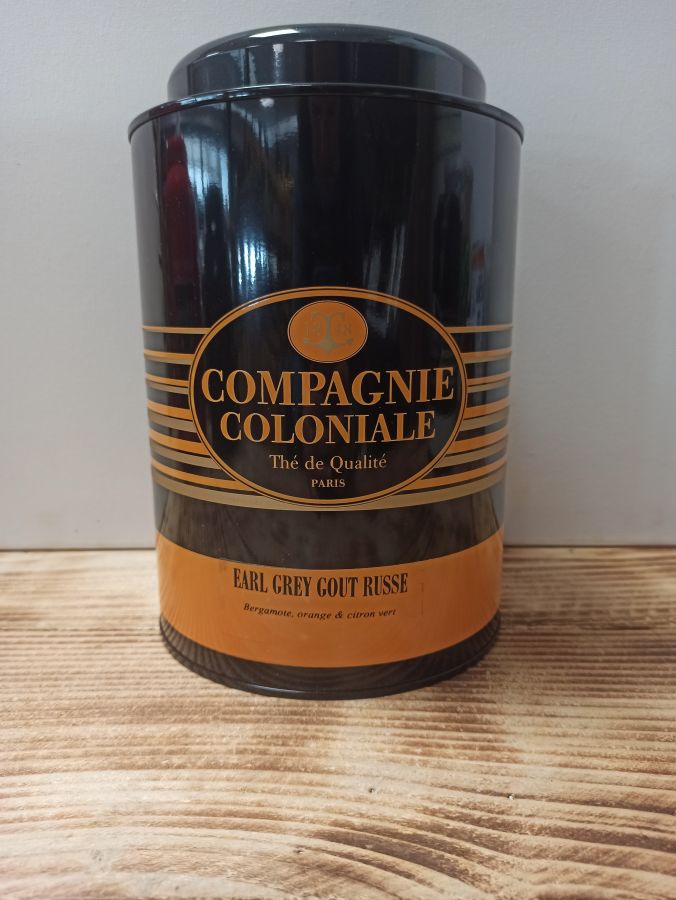 COMPAGNIE
COLONIALE
Thé de Qualité
PARIS
EARL GREY GOUT RUSSE
Bergamote, orange & citron vert